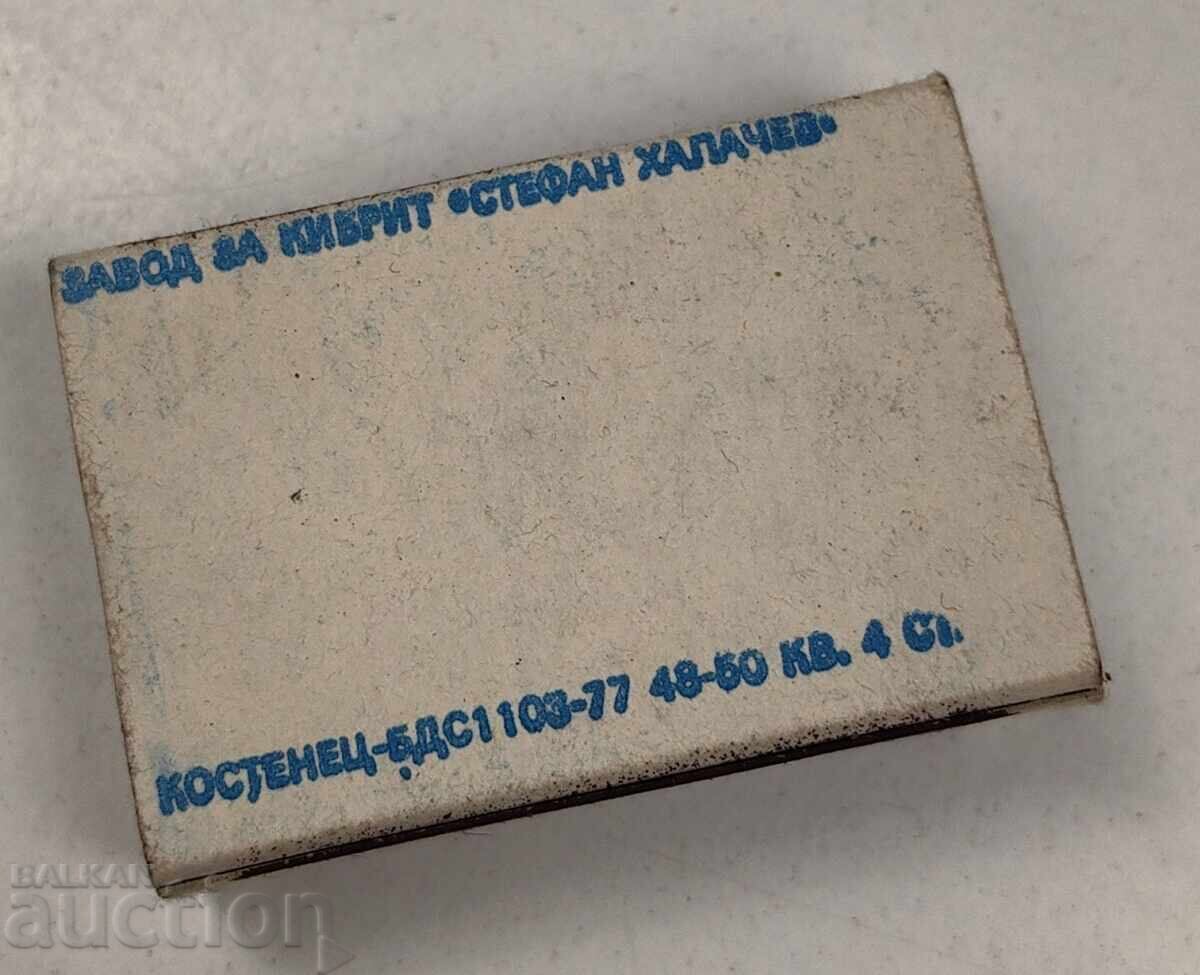 ЗАВОД ЗА КИБРИТ "СТЕФАН ХАЛАЧЕВ"
КОСТЕНЕЦ-БДС1103-77 48-50 КВ. 4 СТ.
BALKAN
auction